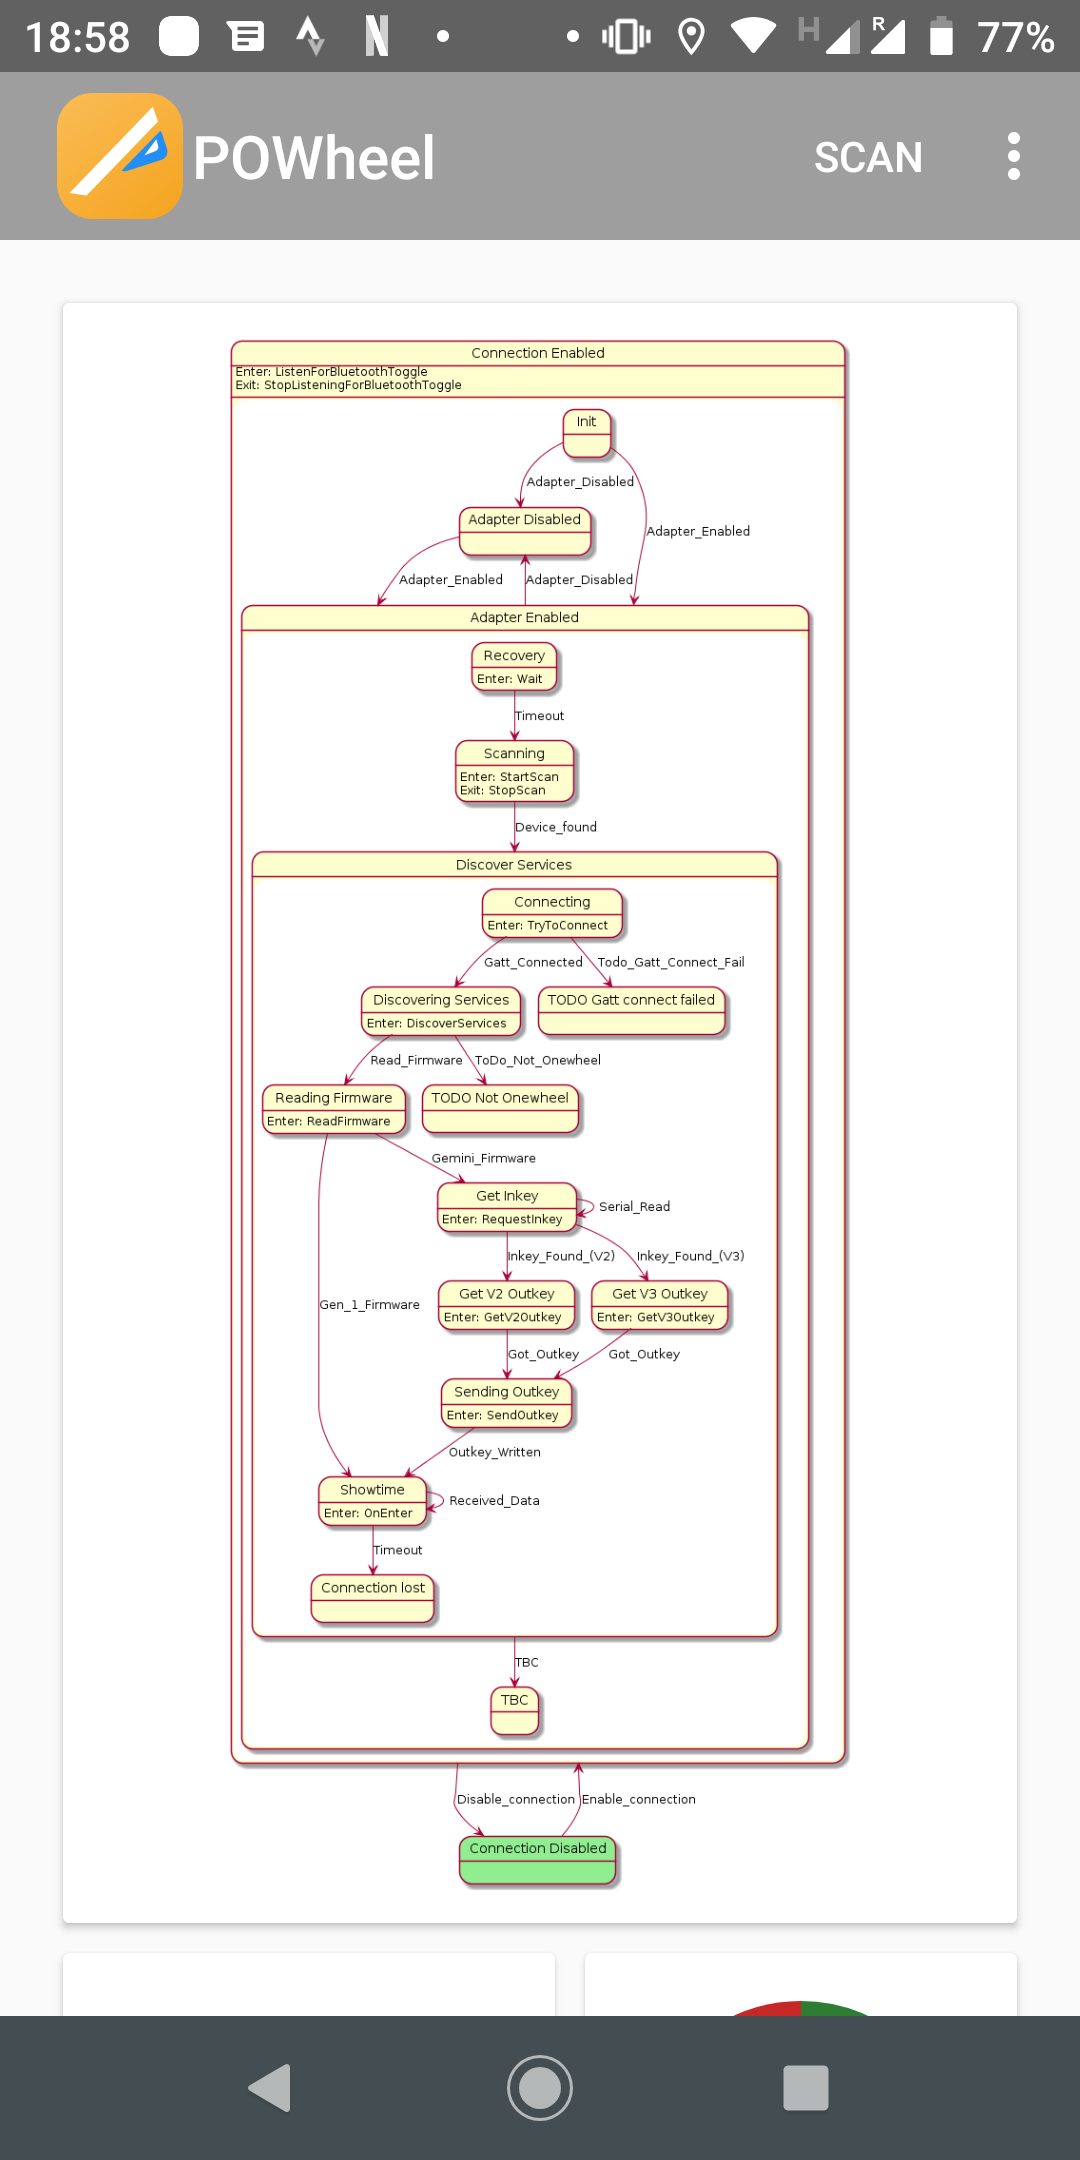 18:58
H
R
77%
POWheel
SCAN
Connection Enabled
Enter: ListenForBluetoothToggle
Exit: StopListeningForBluetoothToggle
Init
Adapter_Disabled
Adapter Disabled
Adapter_Enabled
Adapter_Enabled
Adapter_Disabled
Adapter Enabled
Recovery
Enter: Wait
Timeout
Scanning
Enter: StartScan
Exit: StopScan
Device_found
Discover Services
Connecting
Enter: TryToConnect
Gatt_Connected
Todo_Gatt_Connect_Fail
Discovering Services
Enter: DiscoverServices
TODO Gatt connect failed
Read_Firmware
ToDo_Not_Onewheel
Reading Firmware
Enter: ReadFirmware
TODO Not Onewheel
Gemini_Firmware
Get Inkey
Enter: RequestInkey
Serial_Read
Inkey_Found_(V2)
Inkey_Found_(V3)
Get V2 Outkey
Enter: GetV2Outkey
Get V3 Outkey
Enter: GetV3Outkey
Gen_1_Firmware
Got_Outkey
Got_Outkey
Sending Outkey
Enter: SendOutkey
Outkey_Written
Showtime
Enter: OnEnter
Received_Data
Timeout
Connection lost
TBC
TBC
Disable_connection
Enable_connection
Connection Disabled